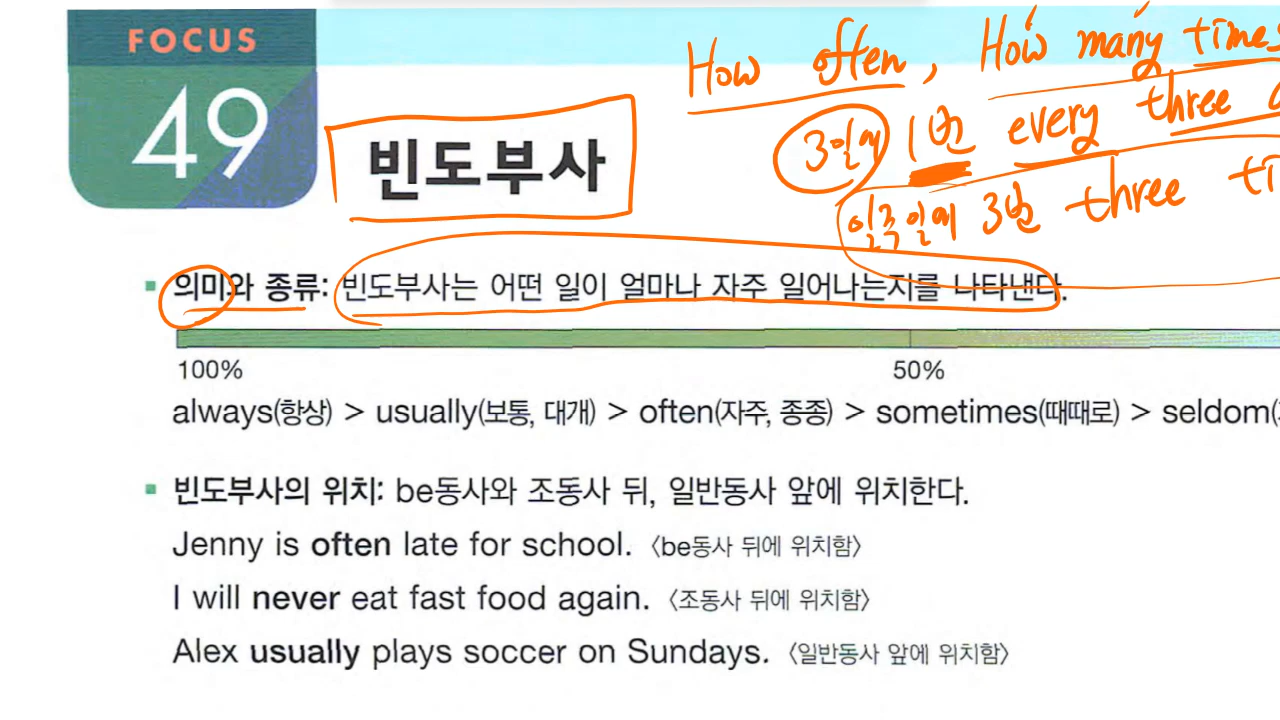 FOCUS
49
How often, How many times
빈도부사
3일에 1번 every three
일주일에 3번 three
의미와 종류: 빈도부사는 어떤 일이 얼마나 자주 일어나는지를 나타낸다.
100% 50%
always(항상) > usually(보통, 대개) > often(자주, 종종) > sometimes(때때로) > seldom(
빈도부사의 위치: be동사와 조동사 뒤, 일반동사 앞에 위치한다.
Jenny is often late for school. 〈be동사 뒤에 위치함〉
I will never eat fast food again. 〈조동사 뒤에 위치함〉
Alex usually plays soccer on Sundays. 〈일반동사 앞에 위치함〉